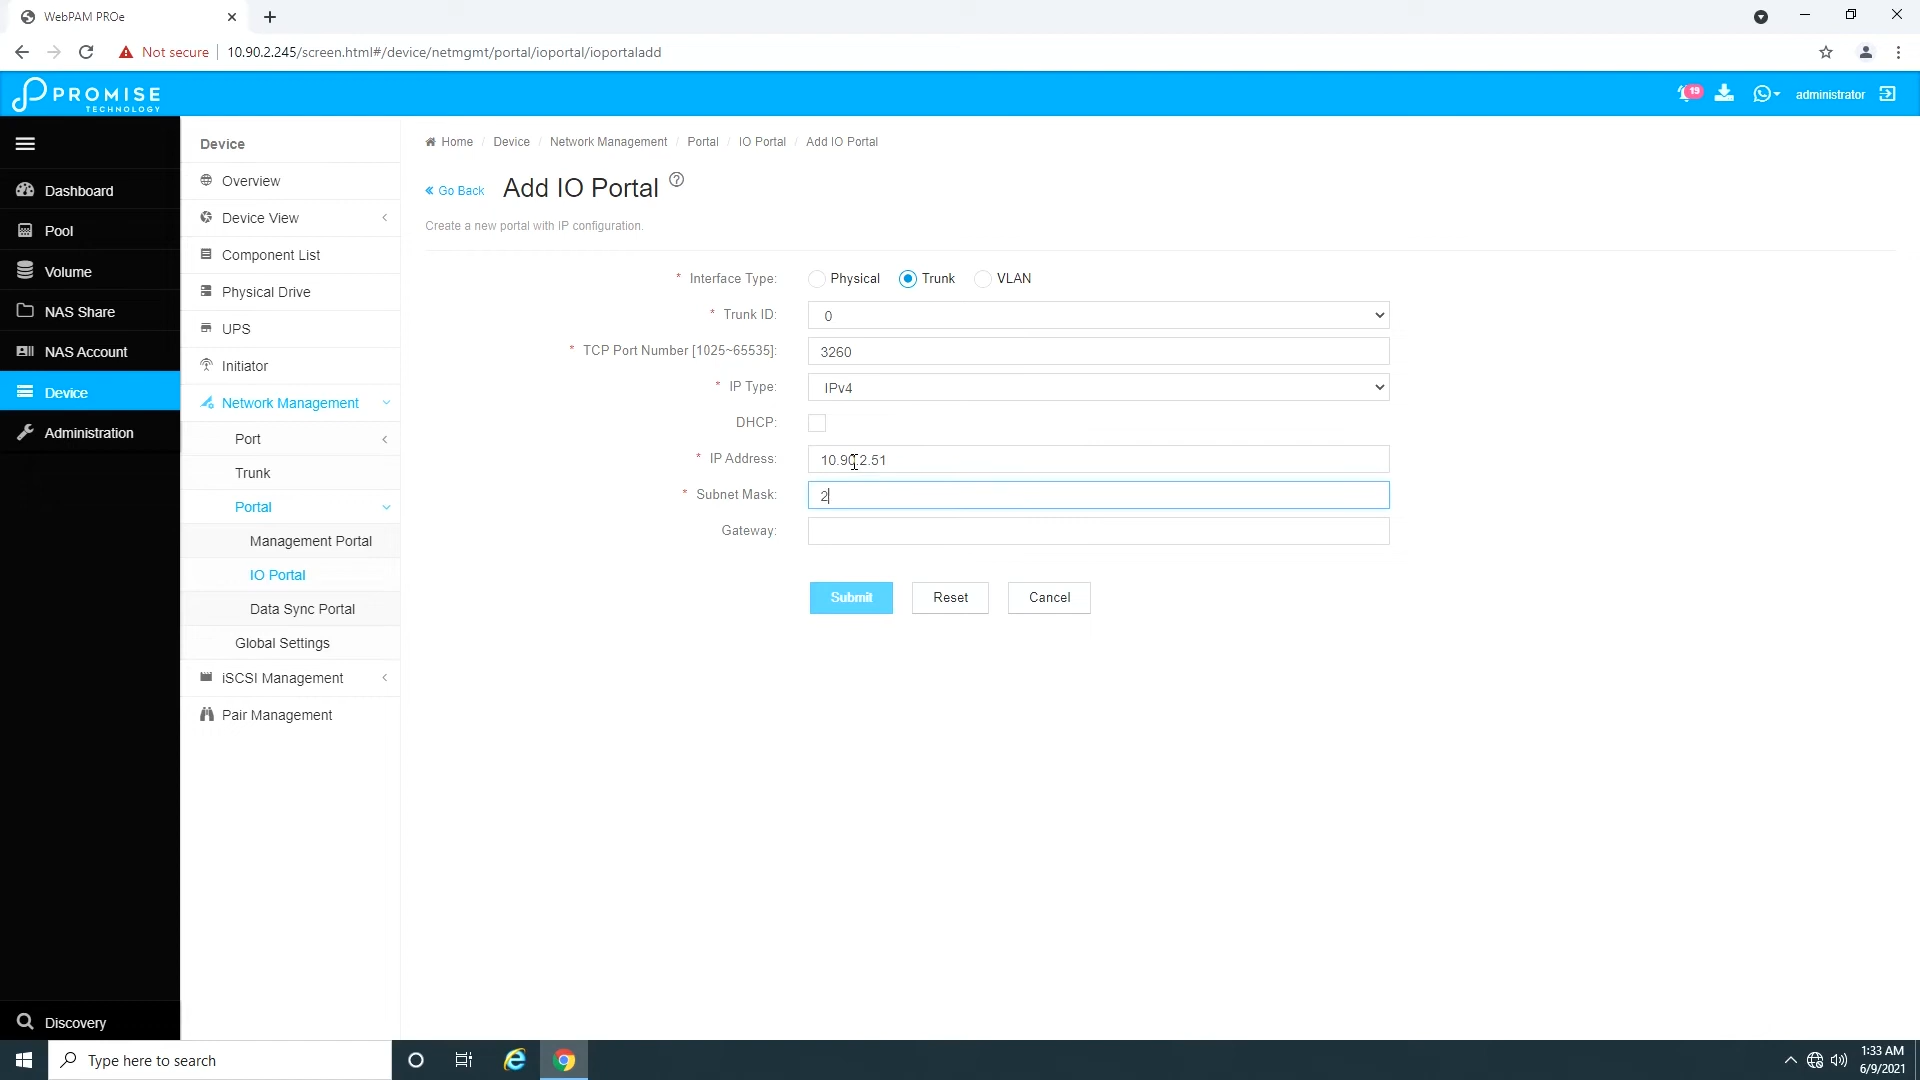 WebPAM PROe
Not secure
10.90.2.245/screen.html#/device/netmgmt/portal/ioportal/ioportaladd
PROMISE
TECHNOLOGY
19
administrator
Dashboard
Pool
Volume
NAS Share
NAS Account
Device
Administration
Discovery
Device
Overview
Device View
Component List
Physical Drive
UPS
Initiator
Network Management
Port
Trunk
Portal
Management Portal
IO Portal
Data Sync Portal
Global Settings
iSCSI Management
Pair Management
Home / Device / Network Management / Portal / IO Portal / Add IO Portal
« Go Back Add IO Portal ?
Create a new portal with IP configuration.
* Interface Type: Physical Trunk VLAN
* Trunk ID: 0
* TCP Port Number [1025~65535]: 3260
* IP Type: IPv4
DHCP:
* IP Address: 10.90.2.51
* Subnet Mask: 2
Gateway:
Submit Reset Cancel
Type here to search
1:33 AM
6/9/2021